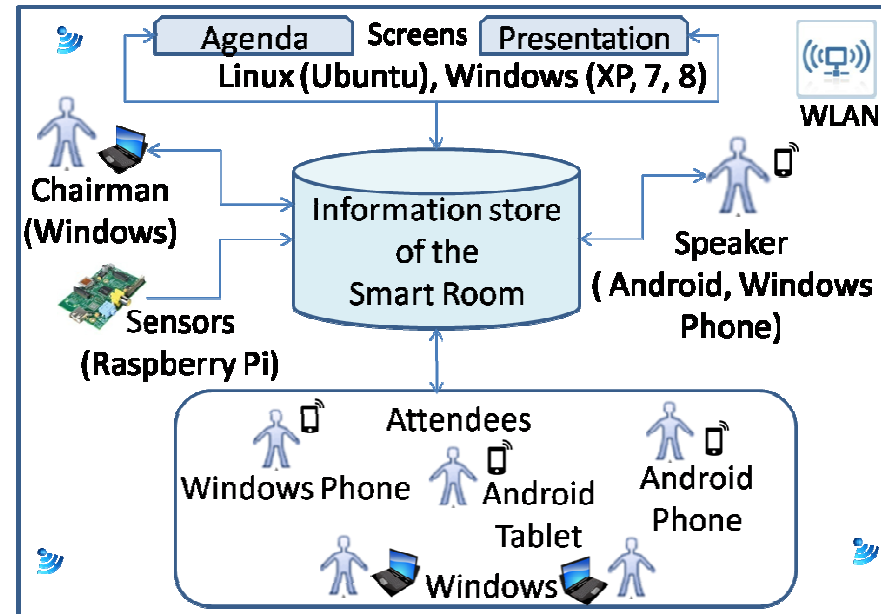 Agenda Screens Presentation
Linux (Ubuntu), Windows (XP, 7, 8)
WLAN
Chairman
(Windows)
Information store
of the
Smart Room
Speaker
( Android, Windows
Phone)
Sensors
(Raspberry Pi)
Attendees
Windows Phone
Android
Tablet
Android
Phone
Windows